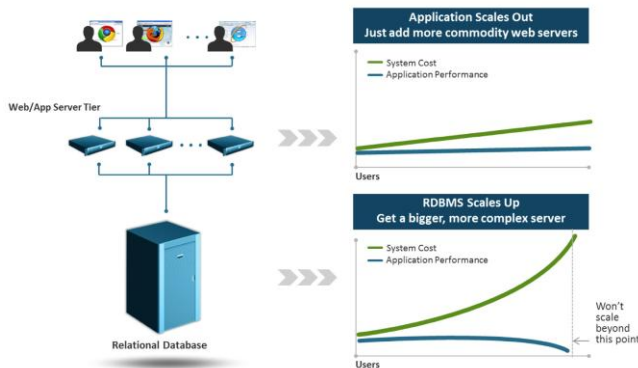 Application Scales Out
Just add more commodity web servers
System Cost
Application Performance
Web/App Server Tier
Users
RDBMS Scales Up
Get a bigger, more complex server
System Cost
Application Performance
Won't
scale
beyond
this point
Relational Database
Users